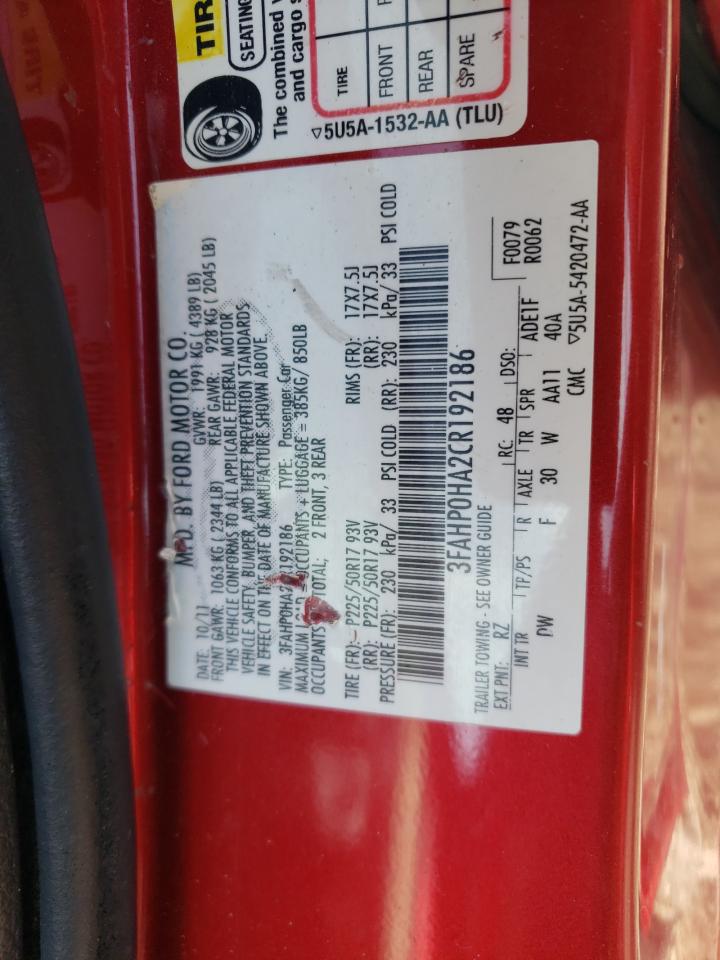 TIR
SEATING
The combined
and cargo s
TIRE
FRONT F
REAR
SPARE
▽5U5A-1532-AA (TLU)
MFD. BY FORD MOTOR CO.
DATE: 10/11 GVWR: 1991 KG ( 4389 LB)
FRONT GAWR: 1063 KG ( 2344 LB) REAR GAWR: 928 KG ( 2045 LB)
THIS VEHICLE CONFORMS TO ALL APPLICABLE FEDERAL MOTOR
VEHICLE SAFETY, BUMPER, AND THEFT PREVENTION STANDARDS
IN EFFECT ON THE DATE OF MANUFACTURE SHOWN ABOVE.
VIN: 3FAHP0HA2CR192186 TYPE: Passenger Car
MAXIMUM LOAD = OCCUPANTS + LUGGAGE = 385KG/ 850LB
OCCUPANTS TOTAL: 2 FRONT, 3 REAR
TIRE (FR): P225/50R17 93V RIMS (FR): 17X7.5J
(RR): P225/50R17 93V (RR): 17X7.5J
PRESSURE (FR): 230 kPa/ 33 PSI COLD (RR): 230 kPa/ 33 PSI COLD
3FAHP0HA2CR192186
TRAILER TOWING - SEE OWNER GUIDE
EXT PNT: RZ RC: 48 DSO: F0079
R0062
INT TR TP/PS R AXLE TR SPR ADE1F
DW F 30 W AA11 40A
CMC ▽5U5A-5420472-AA